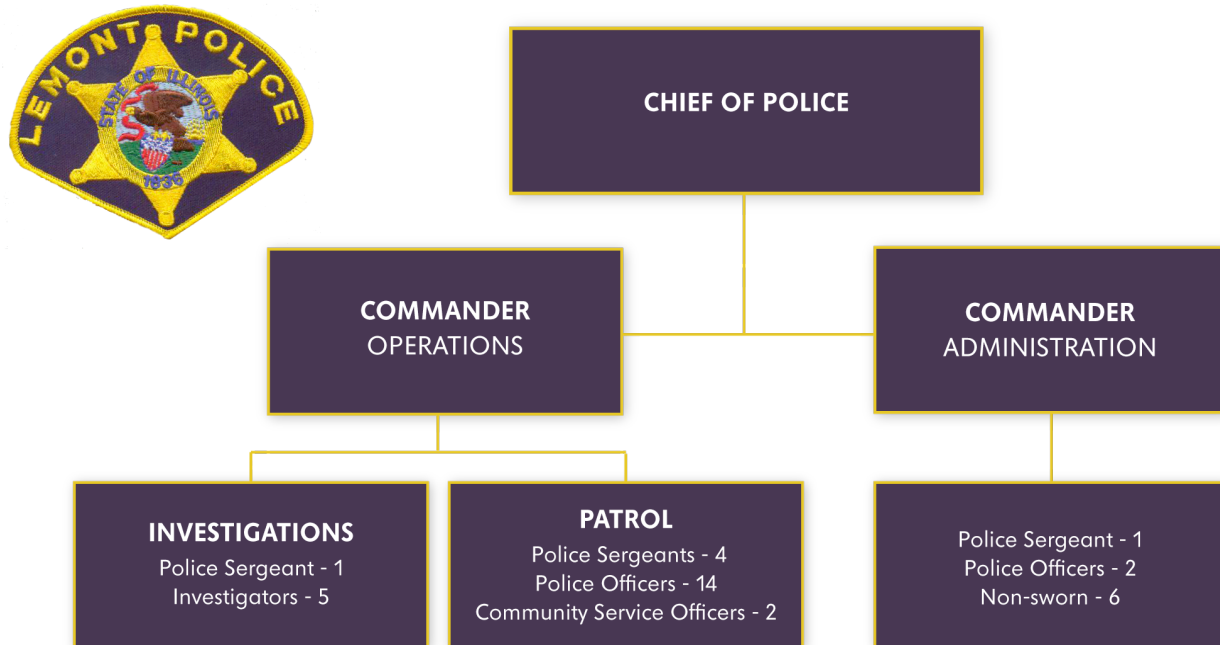 LEMONT POLICE
STATE OF ILLINOIS
1836
CHIEF OF POLICE
COMMANDER
OPERATIONS
COMMANDER
ADMINISTRATION
INVESTIGATIONS
Police Sergeant - 1
Investigators - 5
PATROL
Police Sergeants - 4
Police Officers - 14
Community Service Officers - 2
Police Sergeant - 1
Police Officers - 2
Non-sworn - 6